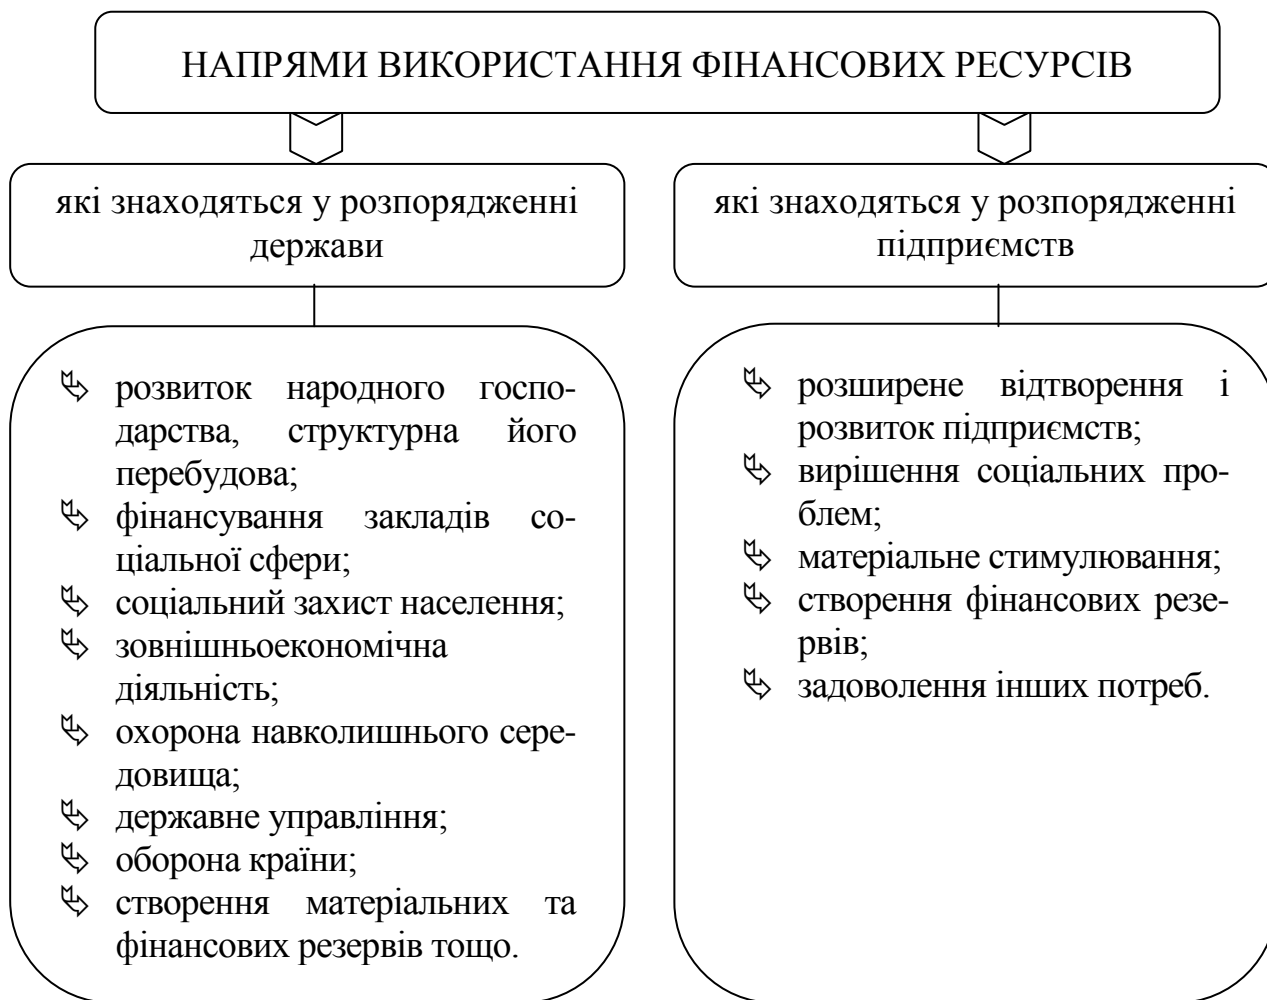 НАПРЯМИ ВИКОРИСТАННЯ ФІНАНСОВИХ РЕСУРСІВ
які знаходяться у розпорядженні
держави
розвиток народного госпо-
дарства, структурна його
перебудова;
фінансування закладів со-
ціальної сфери;
соціальний захист населення;
зовнішньоекономічна
діяльність;
охорона навколишнього сере-
довища;
державне управління;
оборона країни;
створення матеріальних та
фінансових резервів тощо.
які знаходяться у розпорядженні
підприємств
розширене відтворення і
розвиток підприємств;
вирішення соціальних про-
блем;
матеріальне стимулювання;
створення фінансових резе-
рвів;
задоволення інших потреб.